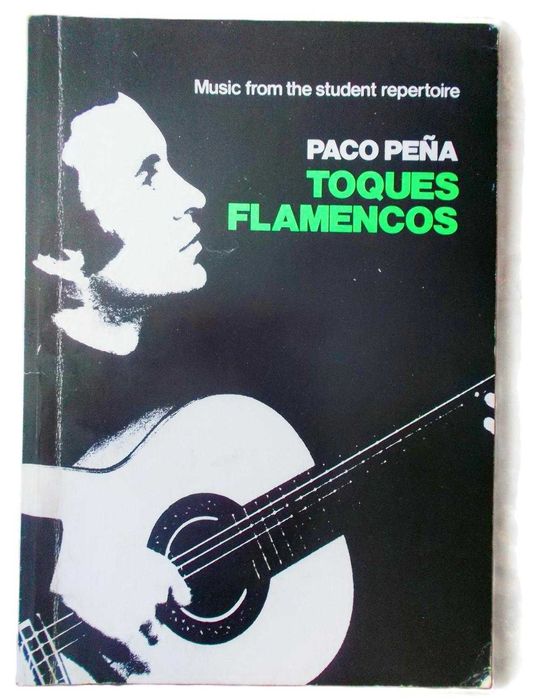 Music from the student repertoire
PACO PEÑA
TOQUES
FLAMENCOS